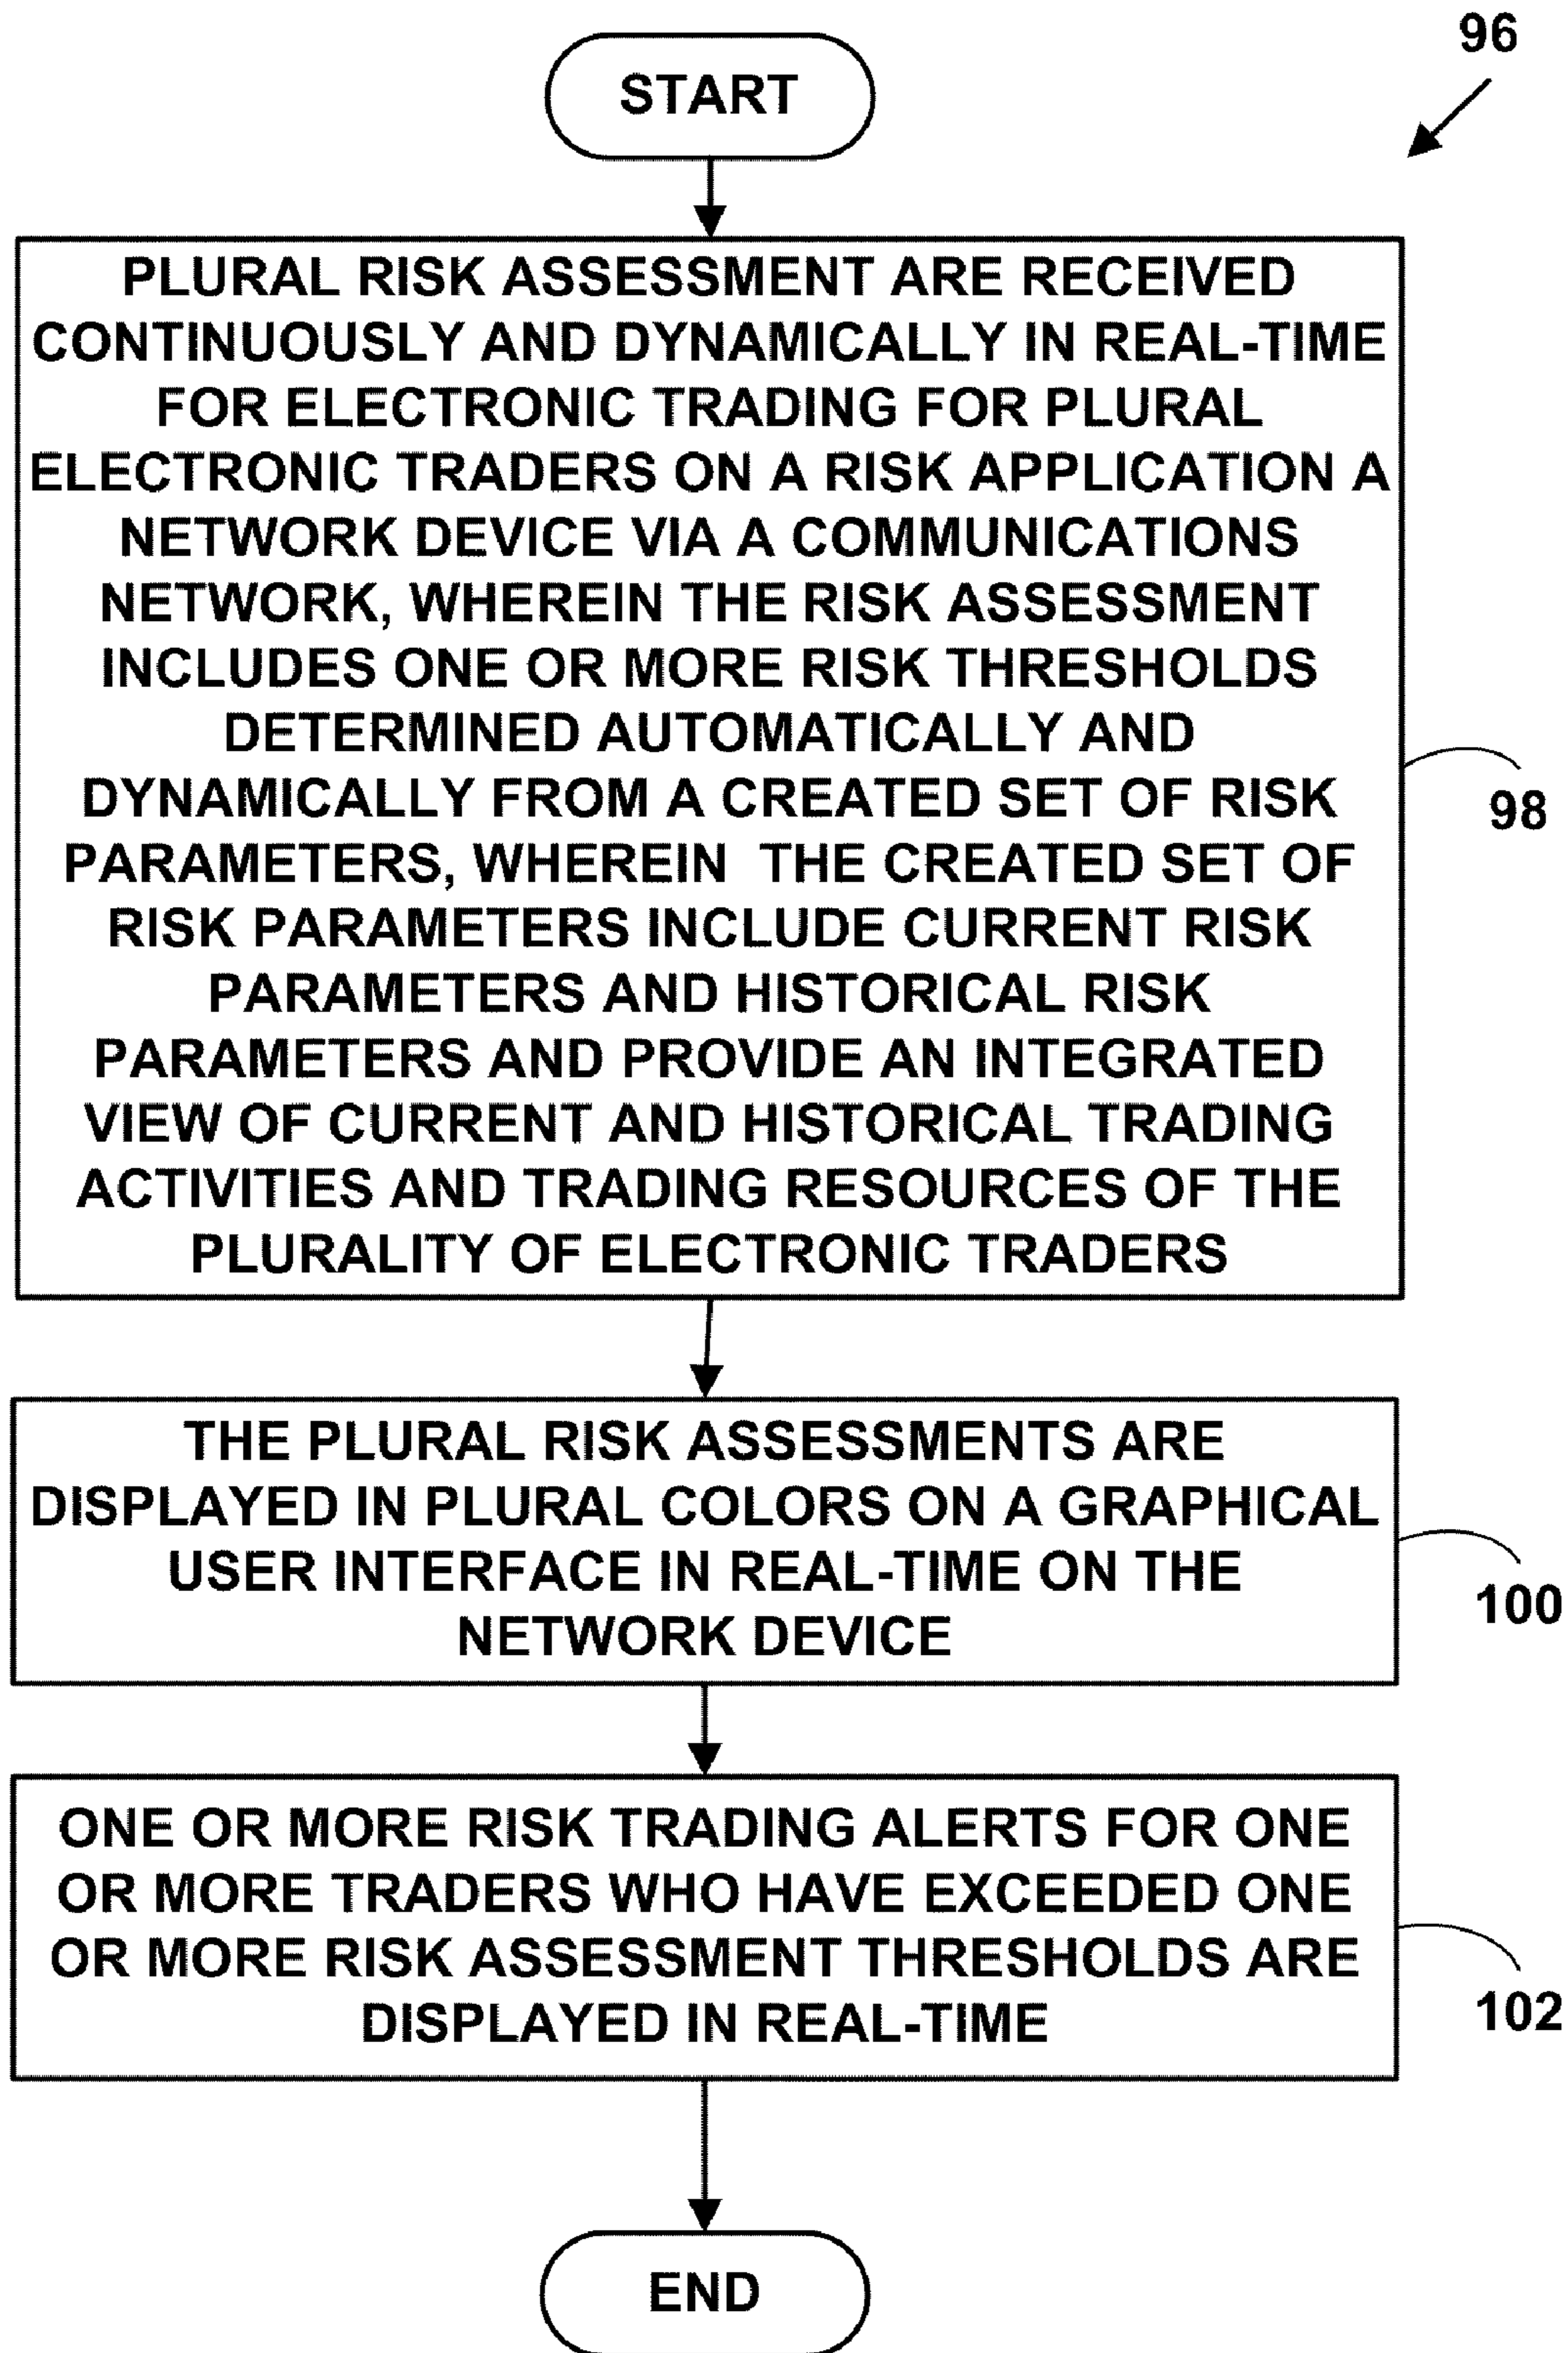 96
START
PLURAL RISK ASSESSMENT ARE RECEIVED
CONTINUOUSLY AND DYNAMICALLY IN REAL-TIME
FOR ELECTRONIC TRADING FOR PLURAL
ELECTRONIC TRADERS ON A RISK APPLICATION A
NETWORK DEVICE VIA A COMMUNICATIONS
NETWORK, WHEREIN THE RISK ASSESSMENT
INCLUDES ONE OR MORE RISK THRESHOLDS
DETERMINED AUTOMATICALLY AND
DYNAMICALLY FROM A CREATED SET OF RISK
PARAMETERS, WHEREIN THE CREATED SET OF
RISK PARAMETERS INCLUDE CURRENT RISK
PARAMETERS AND HISTORICAL RISK
PARAMETERS AND PROVIDE AN INTEGRATED
VIEW OF CURRENT AND HISTORICAL TRADING
ACTIVITIES AND TRADING RESOURCES OF THE
PLURALITY OF ELECTRONIC TRADERS
98
THE PLURAL RISK ASSESSMENTS ARE
DISPLAYED IN PLURAL COLORS ON A GRAPHICAL
USER INTERFACE IN REAL-TIME ON THE
NETWORK DEVICE
100
ONE OR MORE RISK TRADING ALERTS FOR ONE
OR MORE TRADERS WHO HAVE EXCEEDED ONE
OR MORE RISK ASSESSMENT THRESHOLDS ARE
DISPLAYED IN REAL-TIME
102
END